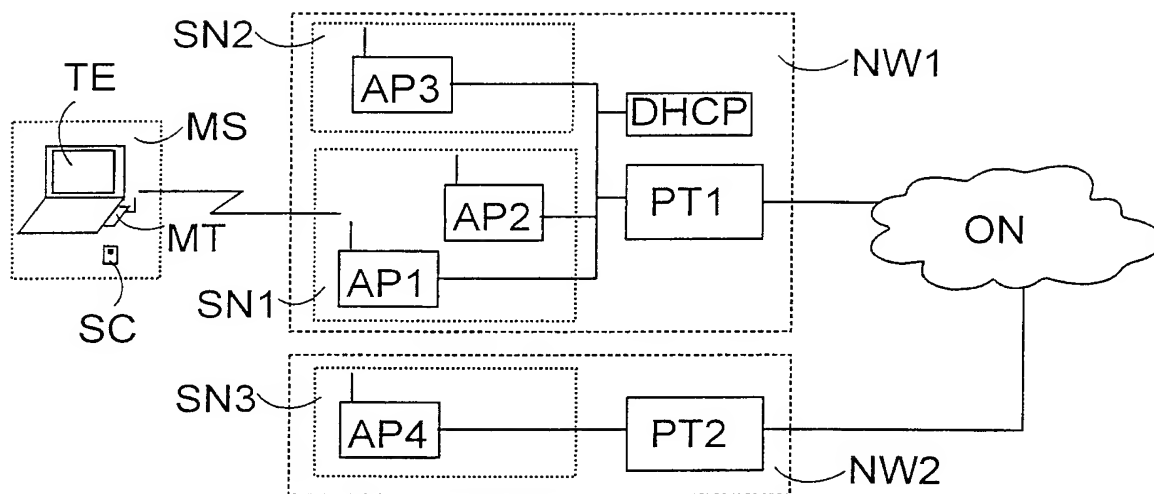 SN2
NW1
TE
AP3
DHCP
MS
AP2
PT1
ON
MT
AP1
SN1
SC
SN3
AP4
PT2
NW2